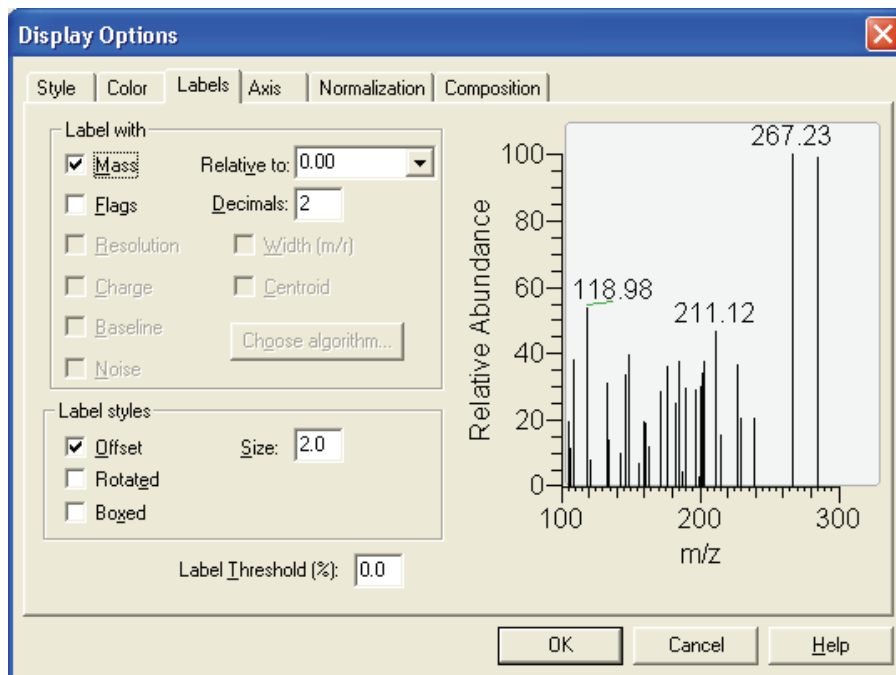 Display Options
Style Color Labels Axis Normalization Composition
Label with
Mass Relative to: 0.00
Flags Decimals: 2
Resolution Width (m/r)
Charge Centroid
Baseline Choose algorithm...
Noise
Label styles
Offset Size: 2.0
Rotated
Boxed
Label Threshold (%): 0.0
267.23
118.98
211.12
Relative Abundance
100
80
60
40
20
0
100 200 300
m/z
OK Cancel Help